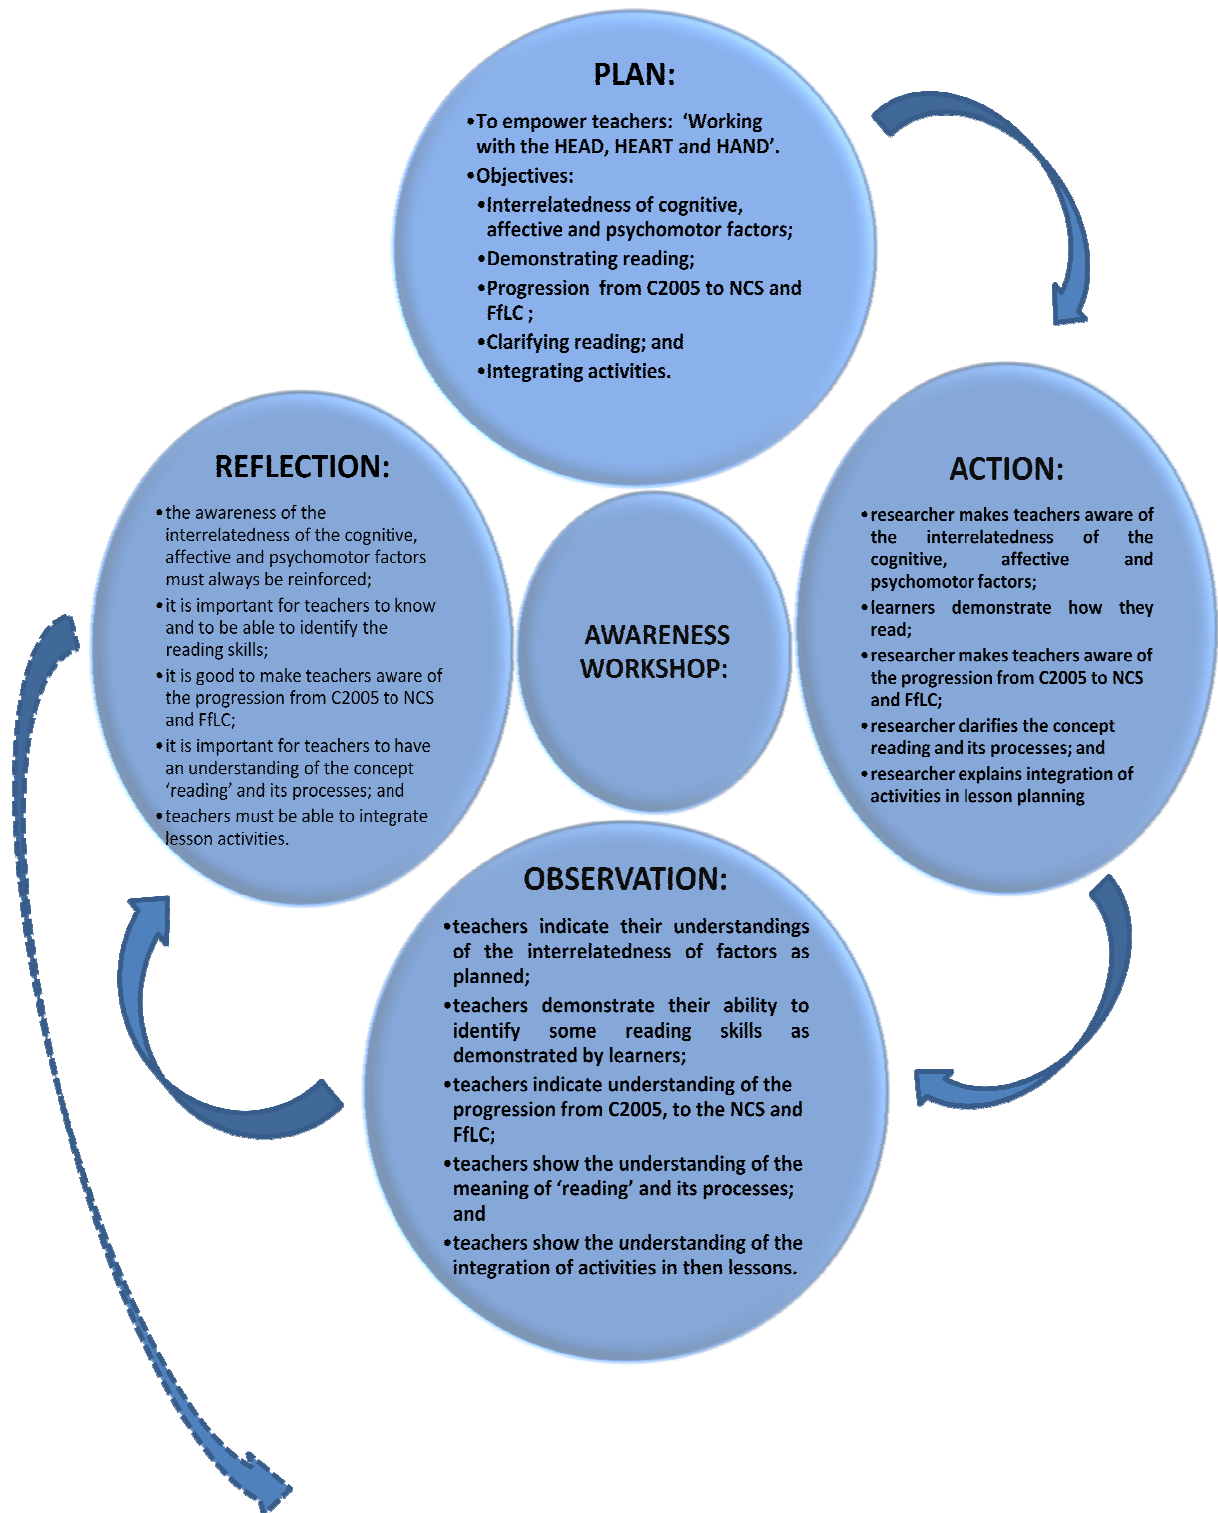 PLAN:
•To empower teachers: ‘Working
with the HEAD, HEART and HAND’.
•Objectives:
•Interrelatedness of cognitive,
affective and psychomotor factors;
•Demonstrating reading;
•Progression from C2005 to NCS and
FfLC ;
•Clarifying reading; and
•Integrating activities.
ACTION:
•researcher makes teachers aware of
the interrelatedness of the
cognitive, affective and
psychomotor factors;
•learners demonstrate how they
read;
•researcher makes teachers aware of
the progression from C2005 to NCS
and FfLC;
•researcher clarifies the concept
reading and its processes; and
•researcher explains integration of
activities in lesson planning
OBSERVATION:
•teachers indicate their understandings
of the interrelatedness of factors as
planned;
•teachers demonstrate their ability to
identify some reading skills as
demonstrated by learners;
•teachers indicate understanding of the
progression from C2005, to the NCS and
FfLC;
•teachers show the understanding of the
meaning of ‘reading’ and its processes;
and
•teachers show the understanding of the
integration of activities in then lessons.
REFLECTION:
•the awareness of the
interrelatedness of the cognitive,
affective and psychomotor factors
must always be reinforced;
•it is important for teachers to know
and to be able to identify the
reading skills;
•it is good to make teachers aware of
the progression from C2005 to NCS
and FfLC;
•it is important for teachers to have
an understanding of the concept
‘reading’ and its processes; and
•teachers must be able to integrate
lesson activities.
AWARENESS
WORKSHOP: